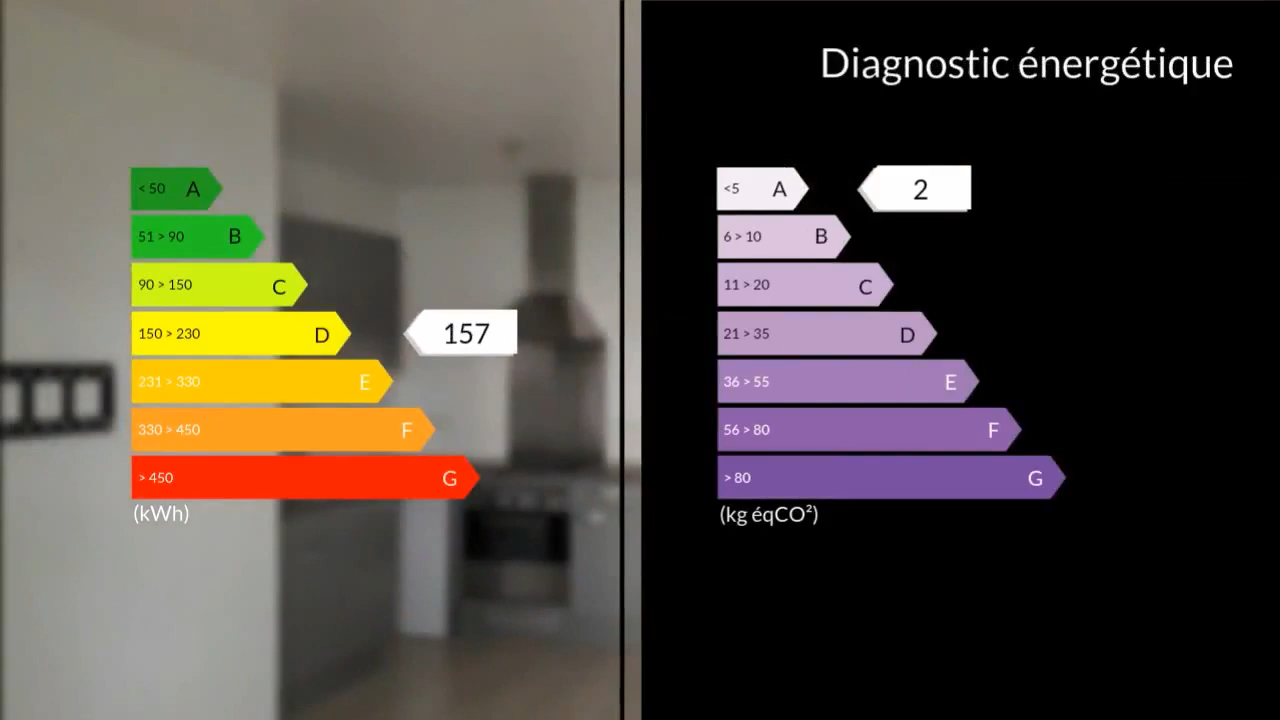 Diagnostic énergétique
< 50 A
51 > 90 B
90 > 150 C
150 > 230 D
157
231 > 330 E
330 > 450 F
> 450 G
(kWh)
<5 A
2
6 > 10 B
11 > 20 C
21 > 35 D
36 > 55 E
56 > 80 F
> 80 G
(kg éqCO²)